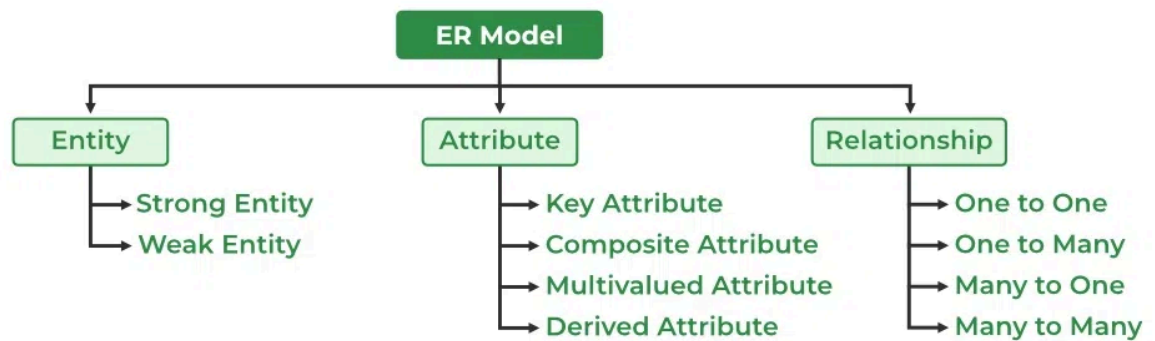 ER Model
Entity
Strong Entity
Weak Entity
Attribute
Key Attribute
Composite Attribute
Multivalued Attribute
Derived Attribute
Relationship
One to One
One to Many
Many to One
Many to Many